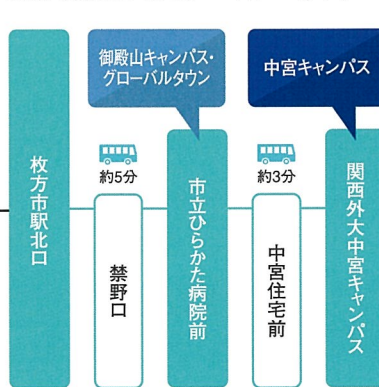 御殿山キャンパス・
グローバルタウン
中宮キャンパス
枚方市駅北口
約5分
禁野口
市立ひらかた病院前
約3分
中宮住宅前
関西外大中宮キャンパス